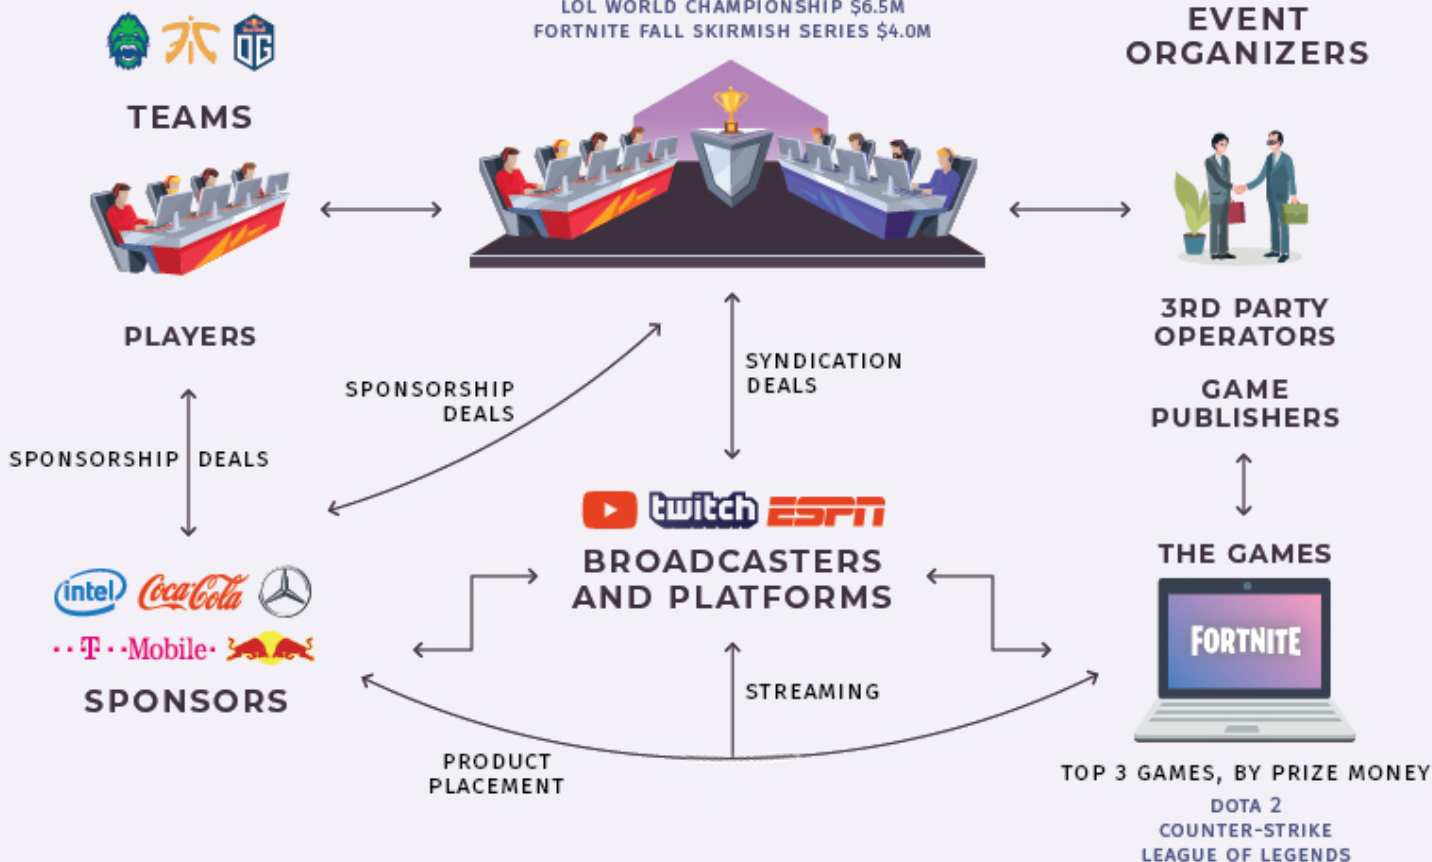 LOL WORLD CHAMPIONSHIP $6.5M
FORTNITE FALL SKIRMISH SERIES $4.0M
EVENT
ORGANIZERS
OG
TEAMS
PLAYERS
3RD PARTY
OPERATORS
GAME
PUBLISHERS
SPONSORSHIP
DEALS
SYNDICATION
DEALS
SPONSORSHIP DEALS
twitch ESPN
BROADCASTERS
AND PLATFORMS
THE GAMES
FORTNITE
intel Coca-Cola
T Mobile
SPONSORS
STREAMING
PRODUCT
PLACEMENT
TOP 3 GAMES, BY PRIZE MONEY
DOTA 2
COUNTER-STRIKE
LEAGUE OF LEGENDS